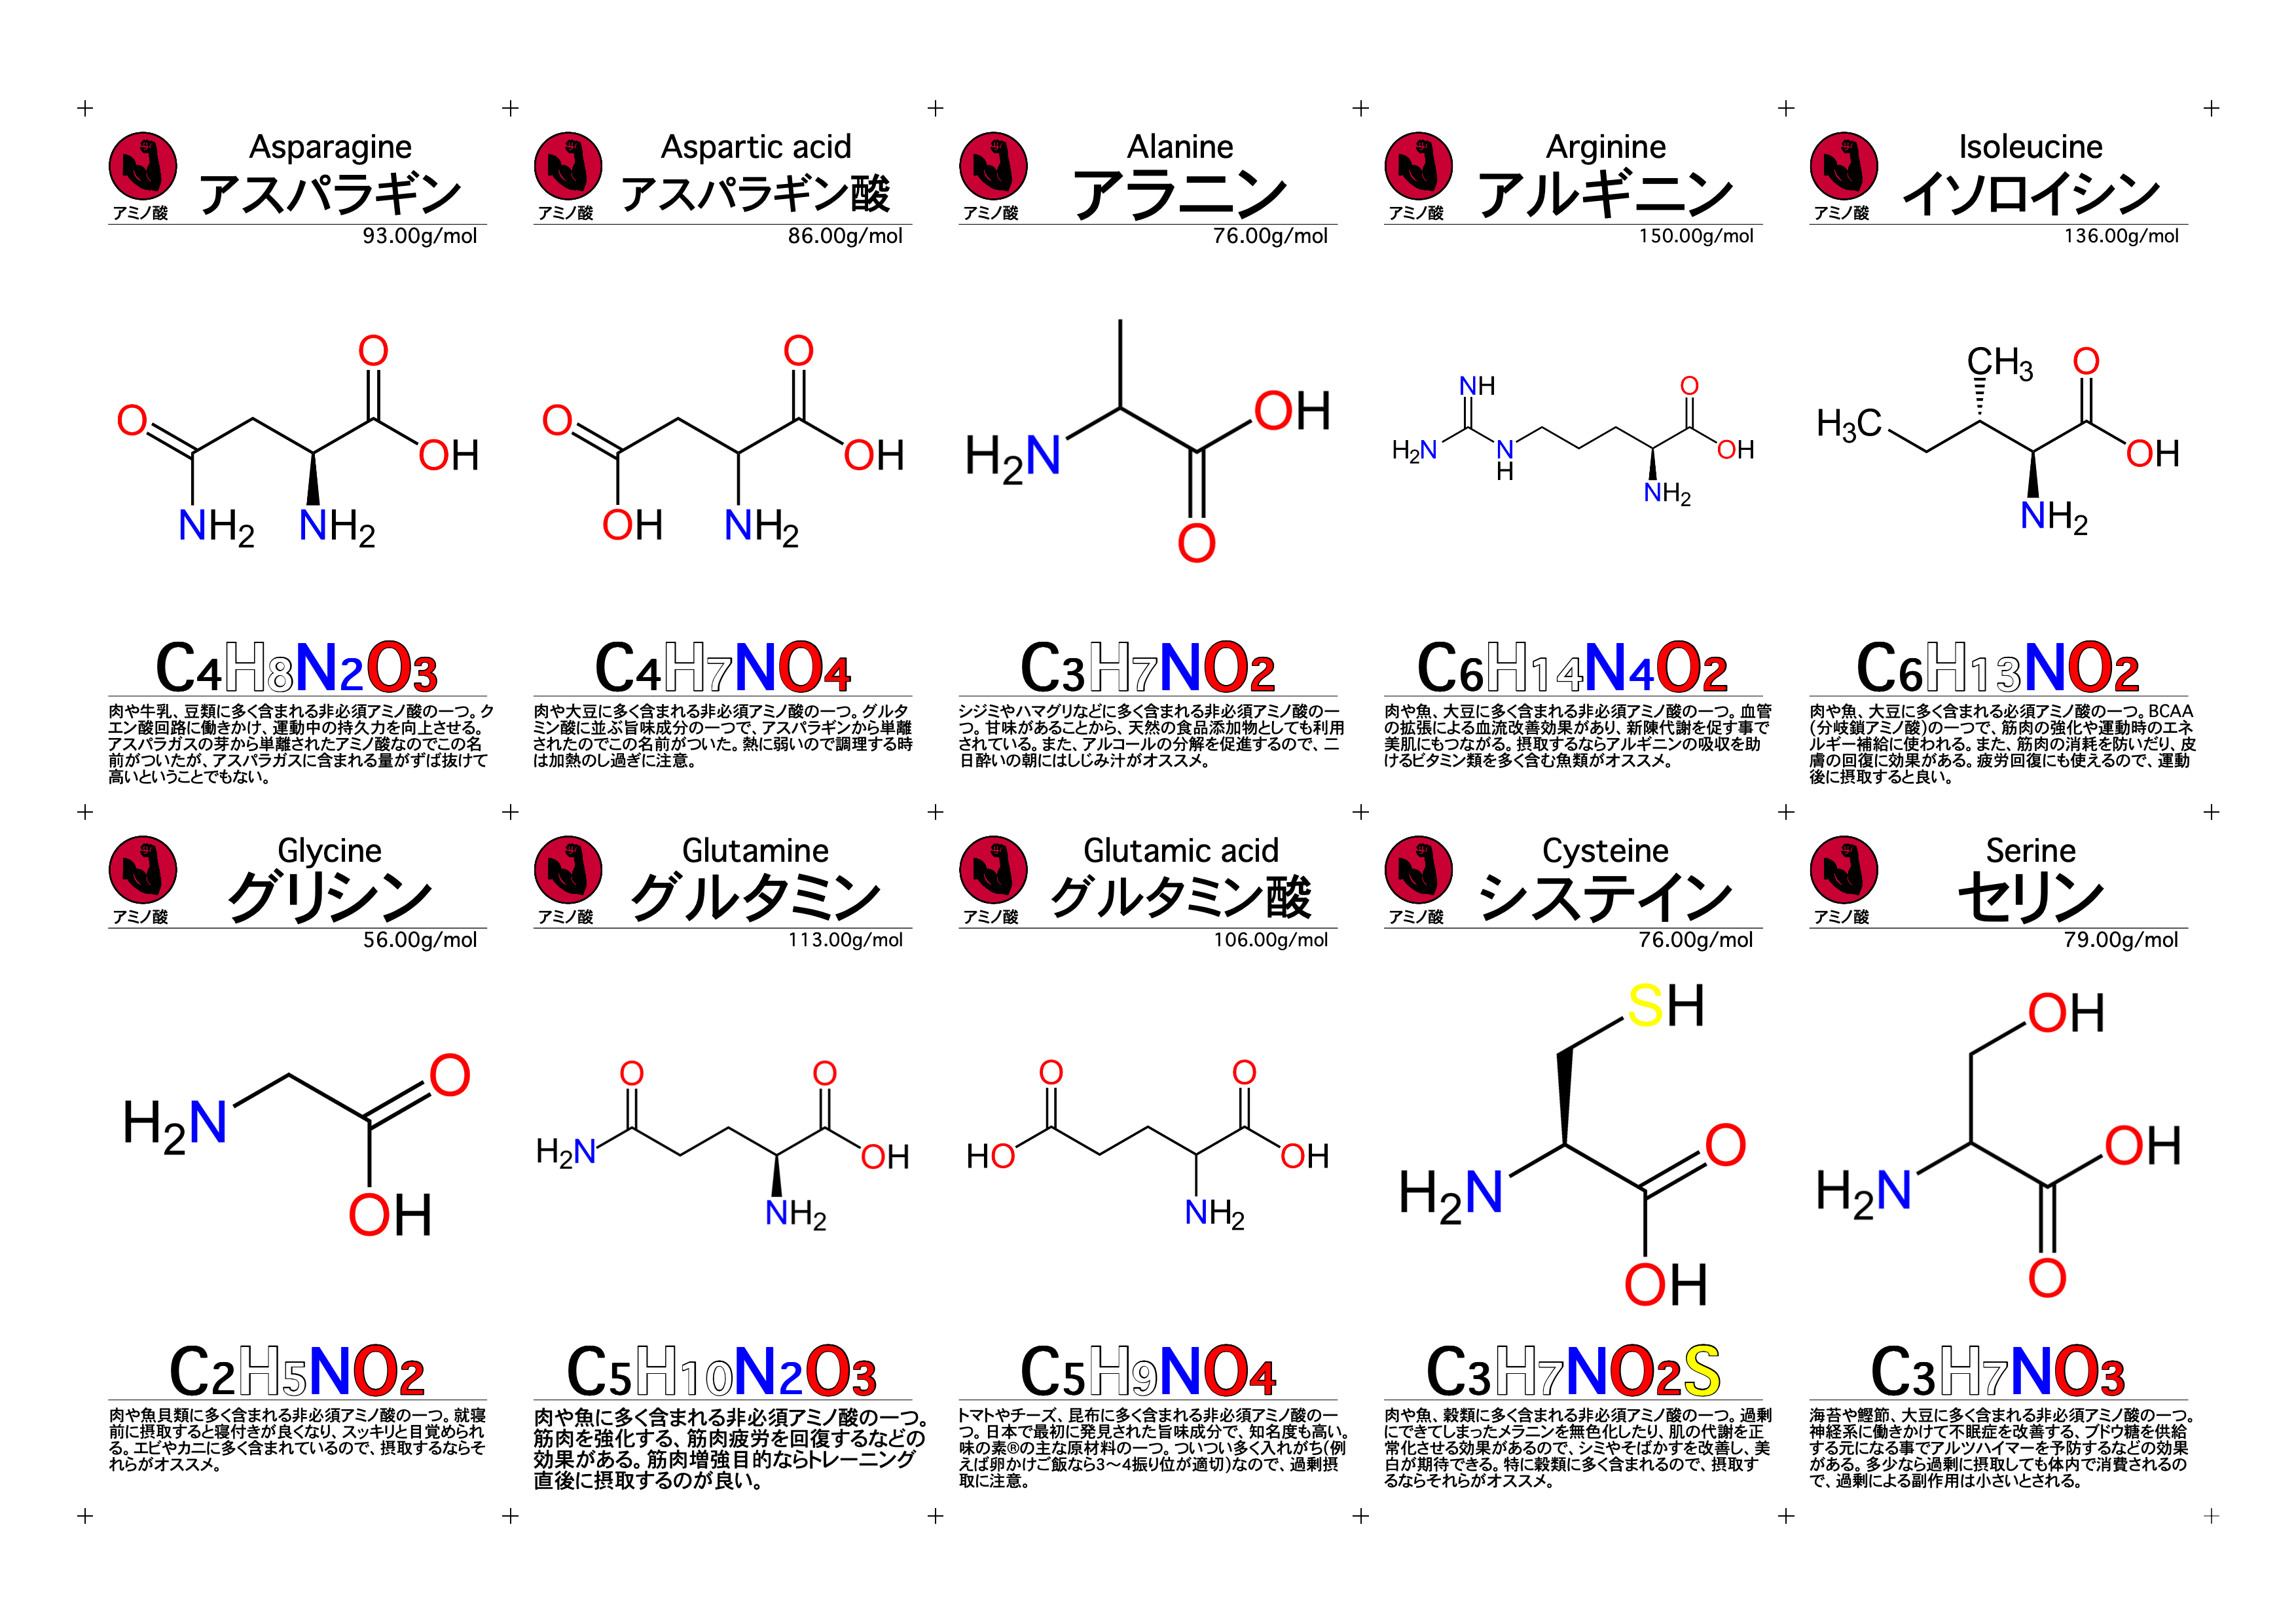 Asparagine
アスパラギン
アミノ酸
93.00g/mol
O
O
OH
NH2
NH2
C4H8N2O3
肉や牛乳、豆類に多く含まれる非必須アミノ酸の一つ。ク
エン酸回路に働きかけ、運動中の持久力を向上させる。
アスパラガスの芽から単離されたアミノ酸なのでこの名
前がついたが、アスパラガスに含まれる量がずば抜けて
高いということでもない。
Aspartic acid
アスパラギン酸
アミノ酸
86.00g/mol
O
O
OH
OH
NH2
C4H7NO4
肉や大豆に多く含まれる非必須アミノ酸の一つ。グルタ
ミン酸に並ぶ旨味成分の一つで、アスパラギンから単離
されたのでこの名前がついた。熱に弱いので調理する時
は加熱のし過ぎに注意。
Alanine
アラニン
アミノ酸
76.00g/mol
OH
H2N
O
C3H7NO2
シジミやハマグリなどに多く含まれる非必須アミノ酸の一
つ。甘味があることから、天然の食品添加物としても利用
されている。また、アルコールの分解を促進するので、二
日酔いの朝にはしじみ汁がオススメ。
Arginine
アルギニン
アミノ酸
150.00g/mol
NH
O
H2N
N
H
OH
NH2
C6H14N4O2
肉や魚、大豆に多く含まれる非必須アミノ酸の一つ。血管
の拡張による血流改善効果があり、新陳代謝を促す事で
美肌にもつながる。摂取するならアルギニンの吸収を助
けるビタミン類を多く含む魚類がオススメ。
Isoleucine
イソロイシン
アミノ酸
136.00g/mol
CH3
O
H3C
OH
NH2
C6H13NO2
肉や魚、大豆に多く含まれる必須アミノ酸の一つ。BCAA
(分岐鎖アミノ酸)の一つで、筋肉の強化や運動時のエネ
ルギー補給に使われる。また、筋肉の消耗を防いだり、皮
膚の回復に効果がある。疲労回復にも使えるので、運動
後に摂取すると良い。
Glycine
グリシン
アミノ酸
56.00g/mol
O
H2N
OH
C2H5NO2
肉や魚貝類に多く含まれる非必須アミノ酸の一つ。就寝
前に摂取すると寝付きが良くなり、スッキリと目覚められ
る。エビやカニに多く含まれているので、摂取するならそ
れらがオススメ。
Glutamine
グルタミン
アミノ酸
113.00g/mol
O
O
H2N
OH
NH2
C5H10N2O3
肉や魚に多く含まれる非必須アミノ酸の一つ。
筋肉を強化する、筋肉疲労を回復するなどの
効果がある。筋肉増強目的ならトレーニング
直後に摂取するのが良い。
Glutamic acid
グルタミン酸
アミノ酸
106.00g/mol
O
O
HO
OH
NH2
C5H9NO4
トマトやチーズ、昆布に多く含まれる非必須アミノ酸の一
つ。日本で最初に発見された旨味成分で、知名度も高い。
味の素®の主な原材料の一つ。ついつい多く入れがち(例
えば卵かけご飯なら3〜4振り位が適切)なので、過剰摂
取に注意。
Cysteine
システイン
アミノ酸
76.00g/mol
SH
O
H2N
OH
C3H7NO2S
肉や魚、穀類に多く含まれる非必須アミノ酸の一つ。過剰
にできてしまったメラニンを無色化したり、肌の代謝を正
常化させる効果があるので、シミやそばかすを改善し、美
白が期待できる。特に穀類に多く含まれるので、摂取す
るならそれらがオススメ。
Serine
セリン
アミノ酸
79.00g/mol
OH
OH
H2N
O
C3H7NO3
海苔や鰹節、大豆に多く含まれる非必須アミノ酸の一つ。
神経系に働きかけて不眠症を改善する、ブドウ糖を供給
する元になる事でアルツハイマーを予防するなどの効果
がある。多少なら過剰に摂取しても体内で消費されるの
で、過剰による副作用は小さいとされる。